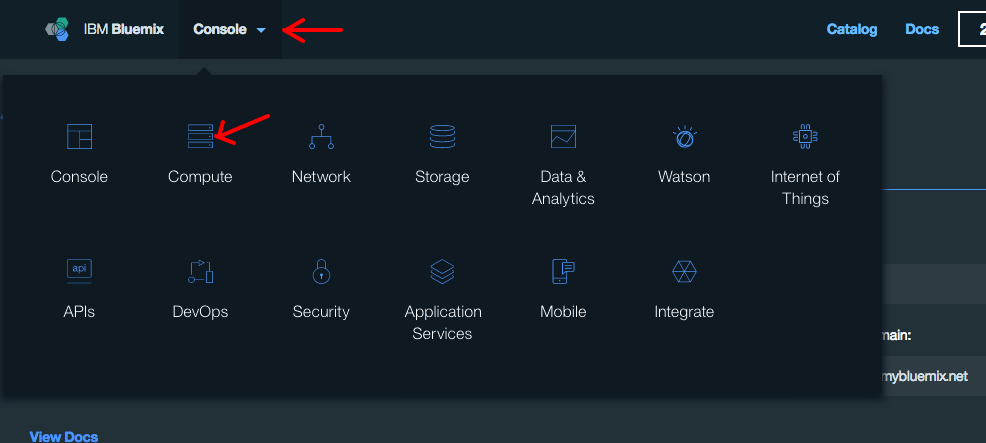 IBM Bluemix Console Catalog Docs 2
Console Compute Network Storage Data & Watson Internet of
Analytics Things
api
APIs DevOps Security Application Mobile Integrate
Services
main:
mybluemix.net
View Docs